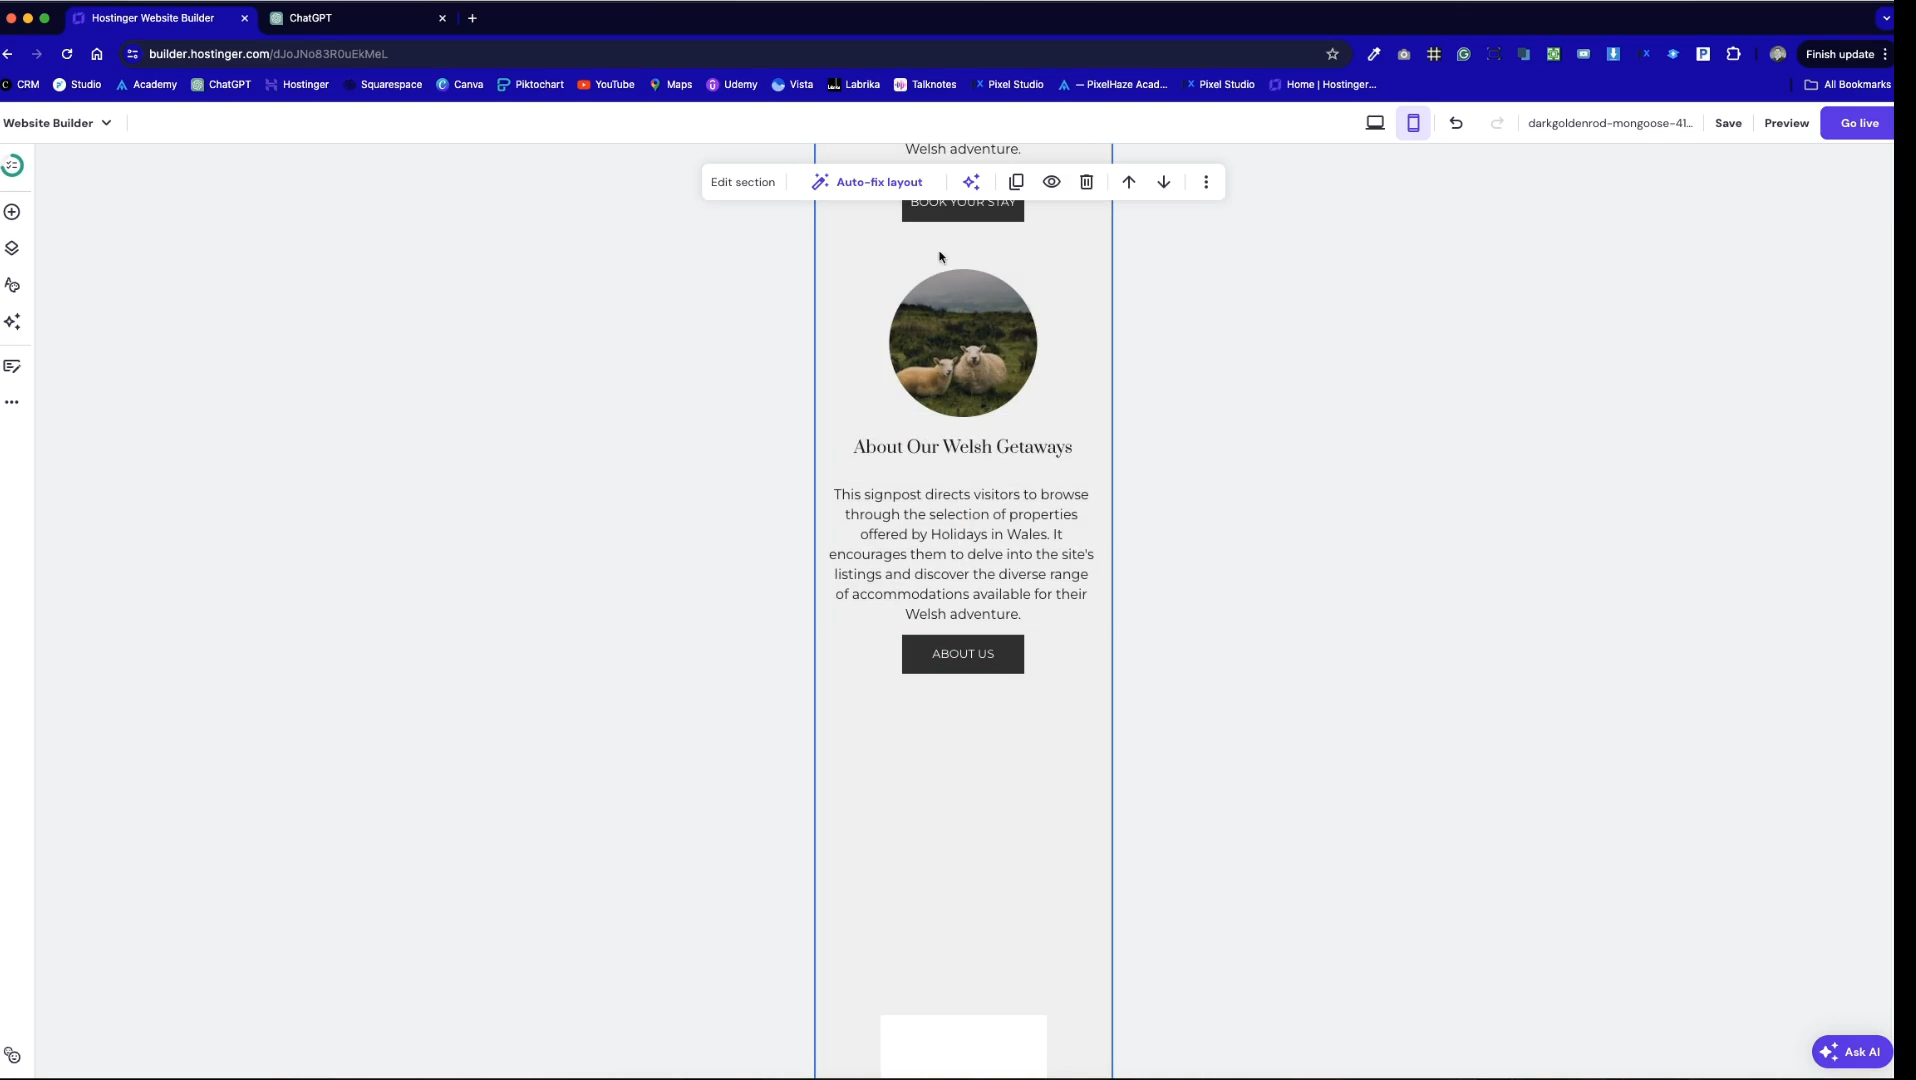 Hostinger Website Builder
ChatGPT
builder.hostinger.com/dJoJNo83R0uEkMeL
Finish update
CRM
Studio
Academy
ChatGPT
Hostinger
Squarespace
Canva
Piktochart
YouTube
Maps
Udemy
Vista
Labrika
Talknotes
Pixel Studio
— PixelHaze Acad...
Pixel Studio
Home | Hostinger...
All Bookmarks
Website Builder
darkgoldenrod-mongoose-41...
Save
Preview
Go live
Welsh adventure.
Edit section
Auto-fix layout
BOOK YOUR STAY
About Our Welsh Getaways
This signpost directs visitors to browse
through the selection of properties
offered by Holidays in Wales. It
encourages them to delve into the site's
listings and discover the diverse range
of accommodations available for their
Welsh adventure.
ABOUT US
Ask AI